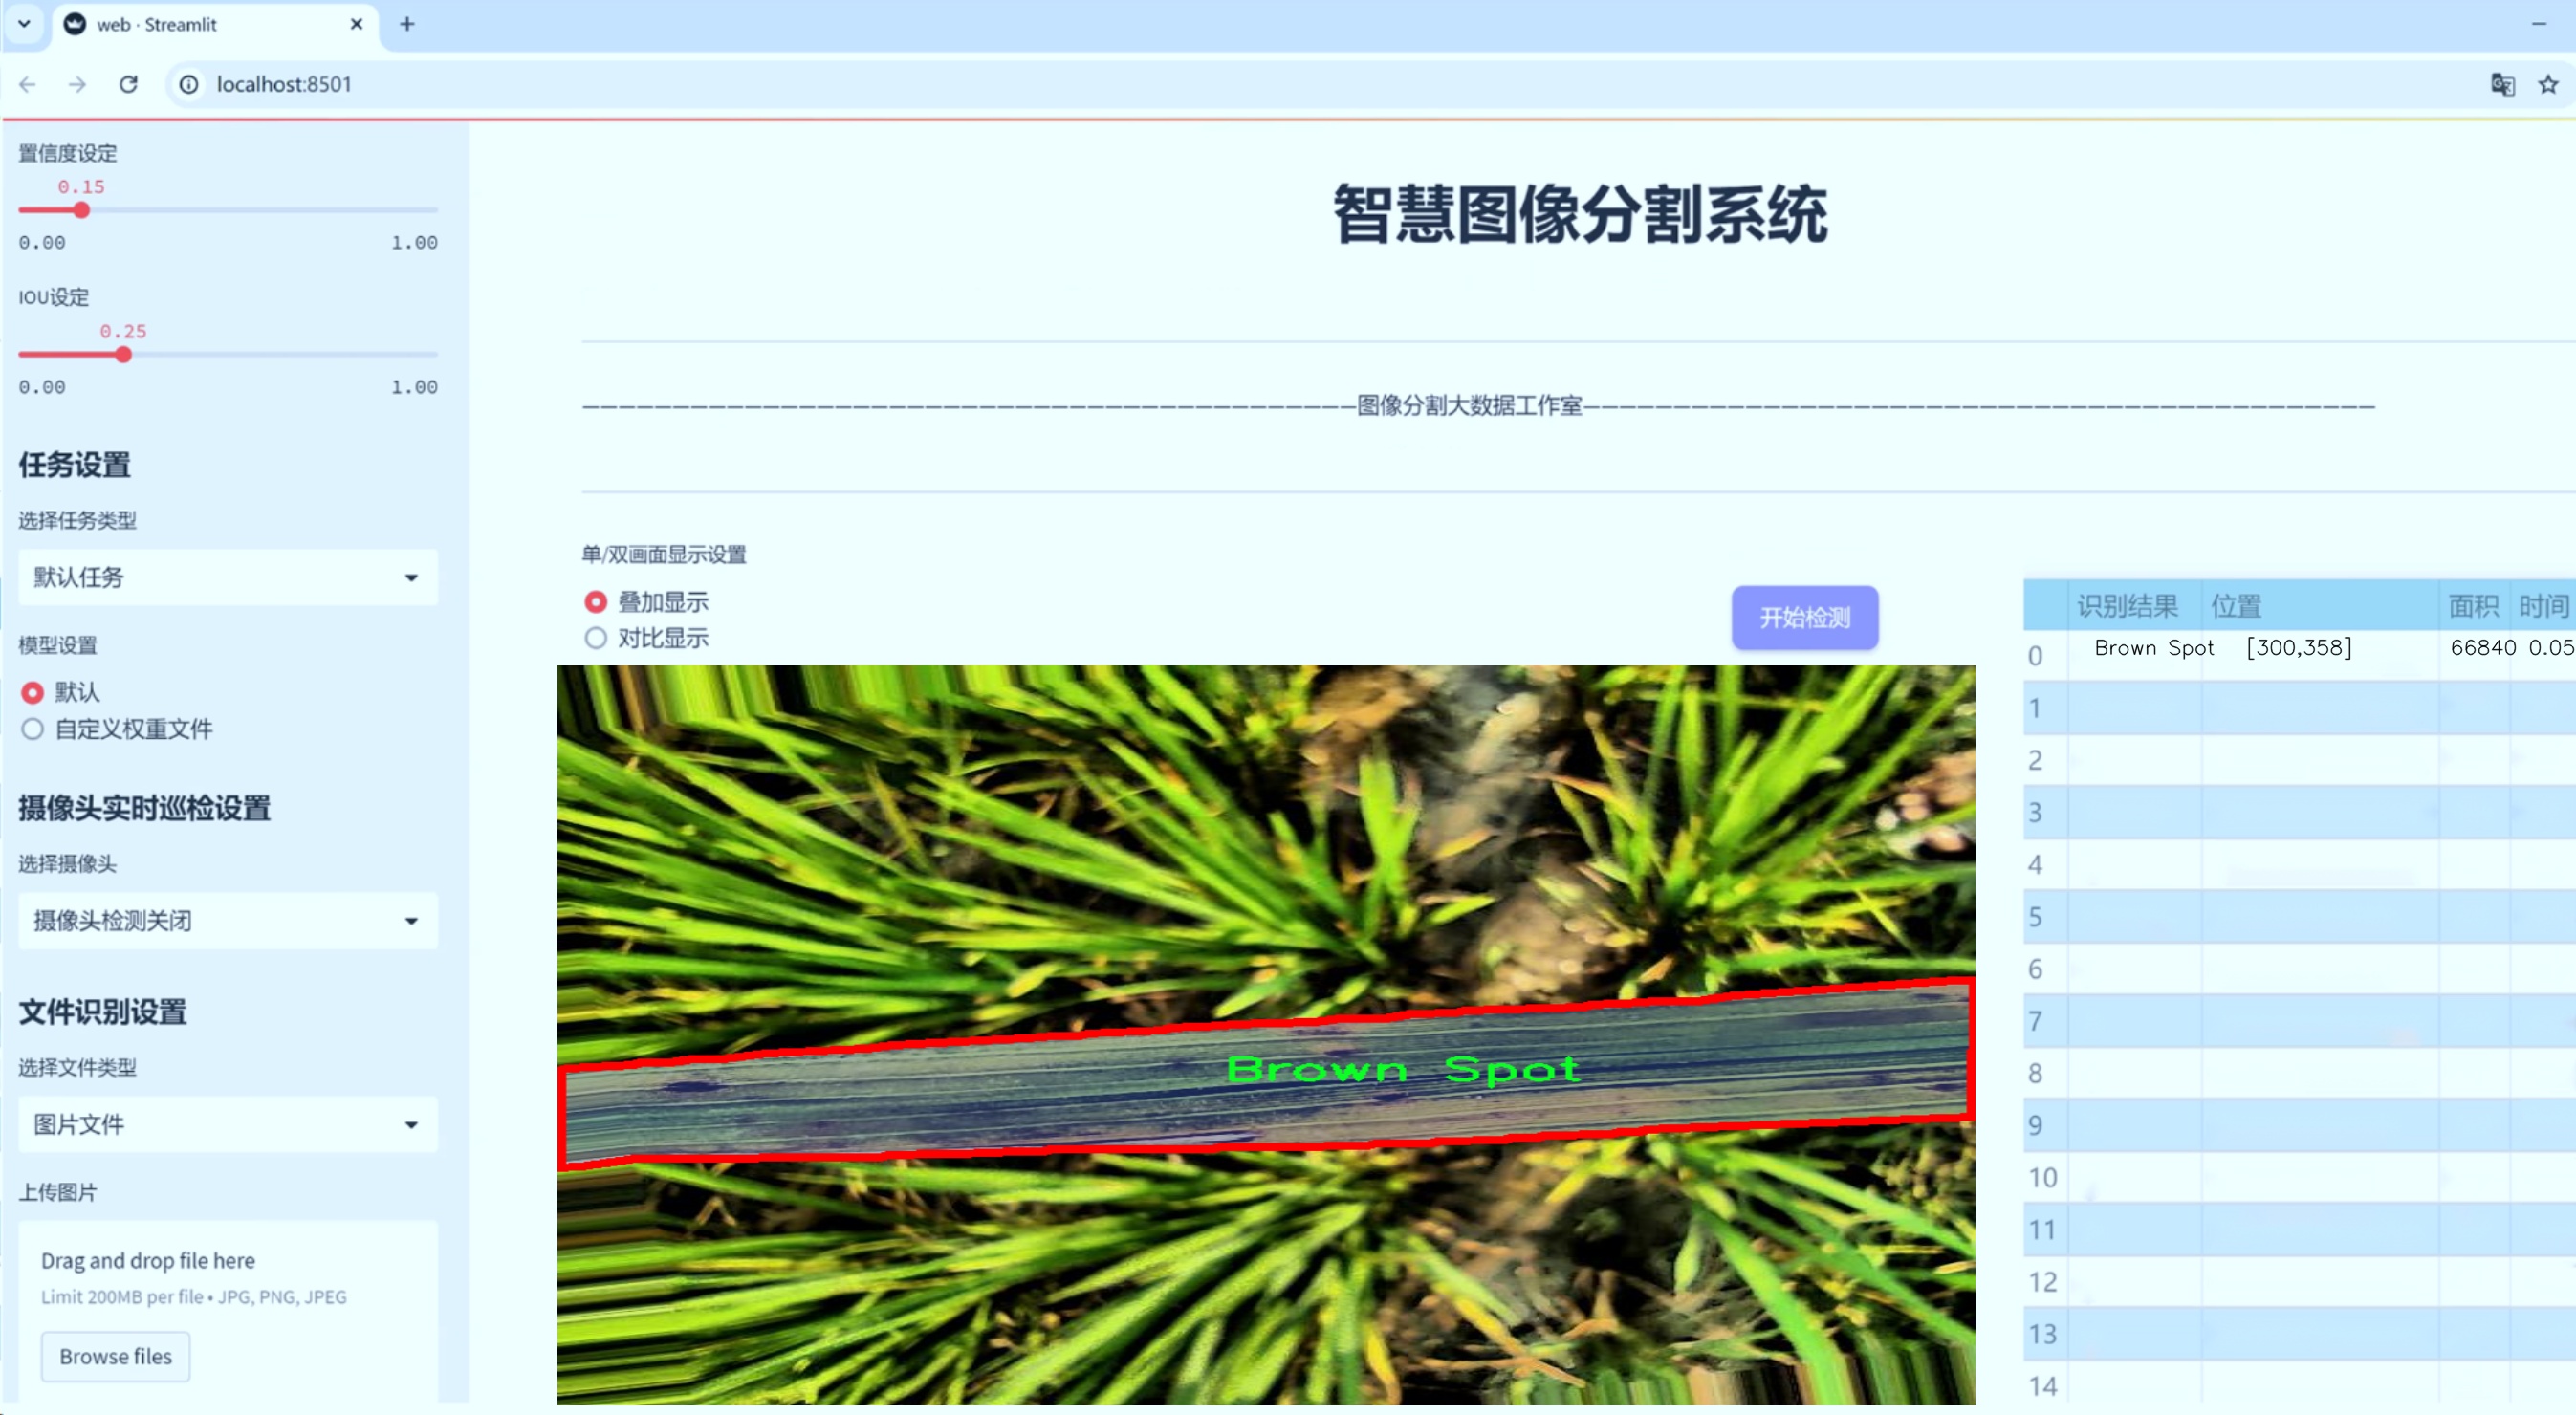 web · Streamlit
localhost:8501
置信度设定
0.15
0.00 1.00
IOU设定
0.25
0.00 1.00
任务设置
选择任务类型
默认任务
模型设置
默认
自定义权重文件
摄像头实时巡检设置
选择摄像头
摄像头检测关闭
文件识别设置
选择文件类型
图片文件
上传图片
Drag and drop file here
Limit 200MB per file • JPG, PNG, JPEG
Browse files
智慧图像分割系统
图像分割大数据工作室
单/双画面显示设置
叠加显示
对比显示
开始检测
Brown Spot
识别结果 位置 面积 时间
0 Brown Spot [300,358] 66840 0.05
1
2
3
4
5
6
7
8
9
10
11
12
13
14